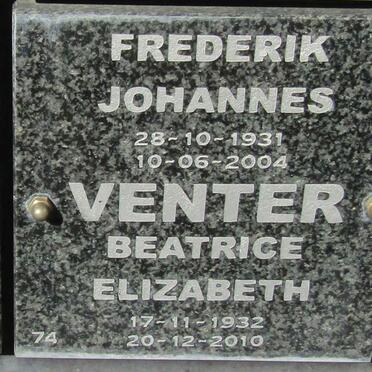 FREDERIK
JOHANNES
28-10-1931
10-06-2004
VENTER
BEATRICE
ELIZABETH
17-11-1932
74 20-12-2010